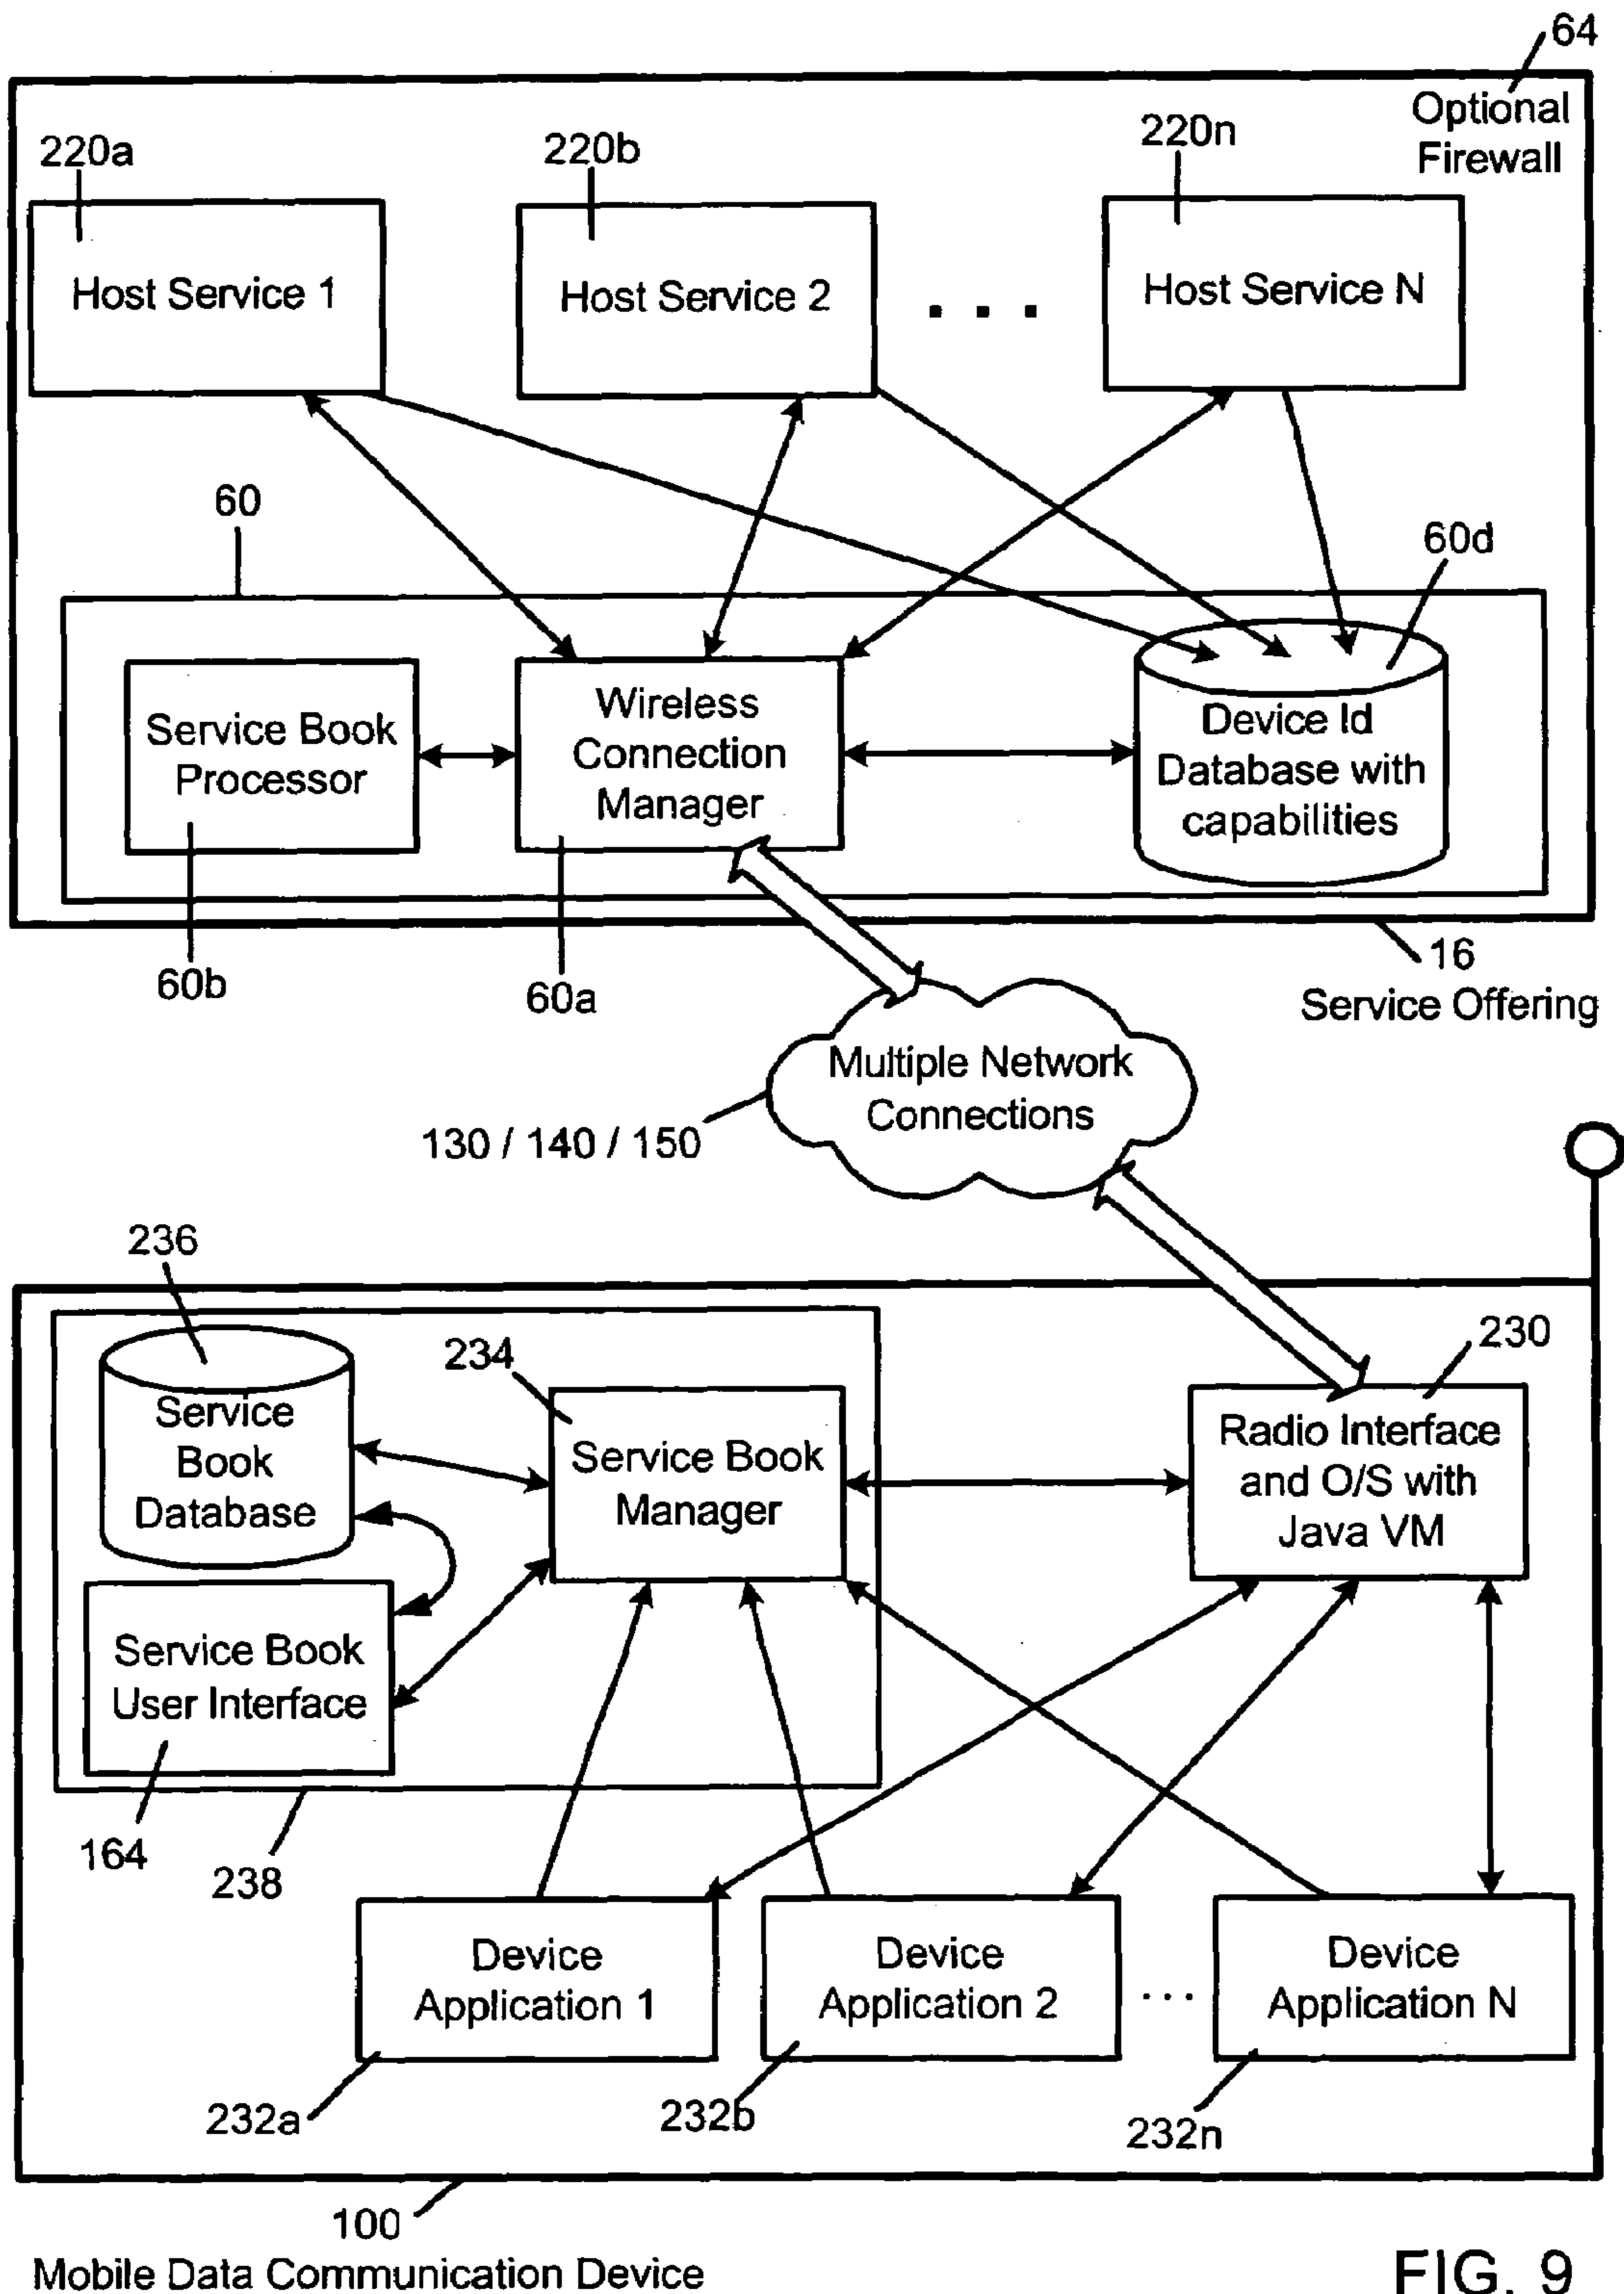 64
Optional
Firewall
220a
220b
220n
Host Service 1
Host Service 2
. . .
Host Service N
60
60d
Service Book
Processor
Wireless
Connection
Manager
Device Id
Database with
capabilities
60b
60a
16
Service Offering
Multiple Network
Connections
130 / 140 / 150
236
234
230
Service
Book
Database
Service Book
Manager
Radio Interface
and O/S with
Java VM
Service Book
User Interface
164
238
Device
Application 1
Device
Application 2
. . .
Device
Application N
232a
232b
232n
100
Mobile Data Communication Device
FIG. 9